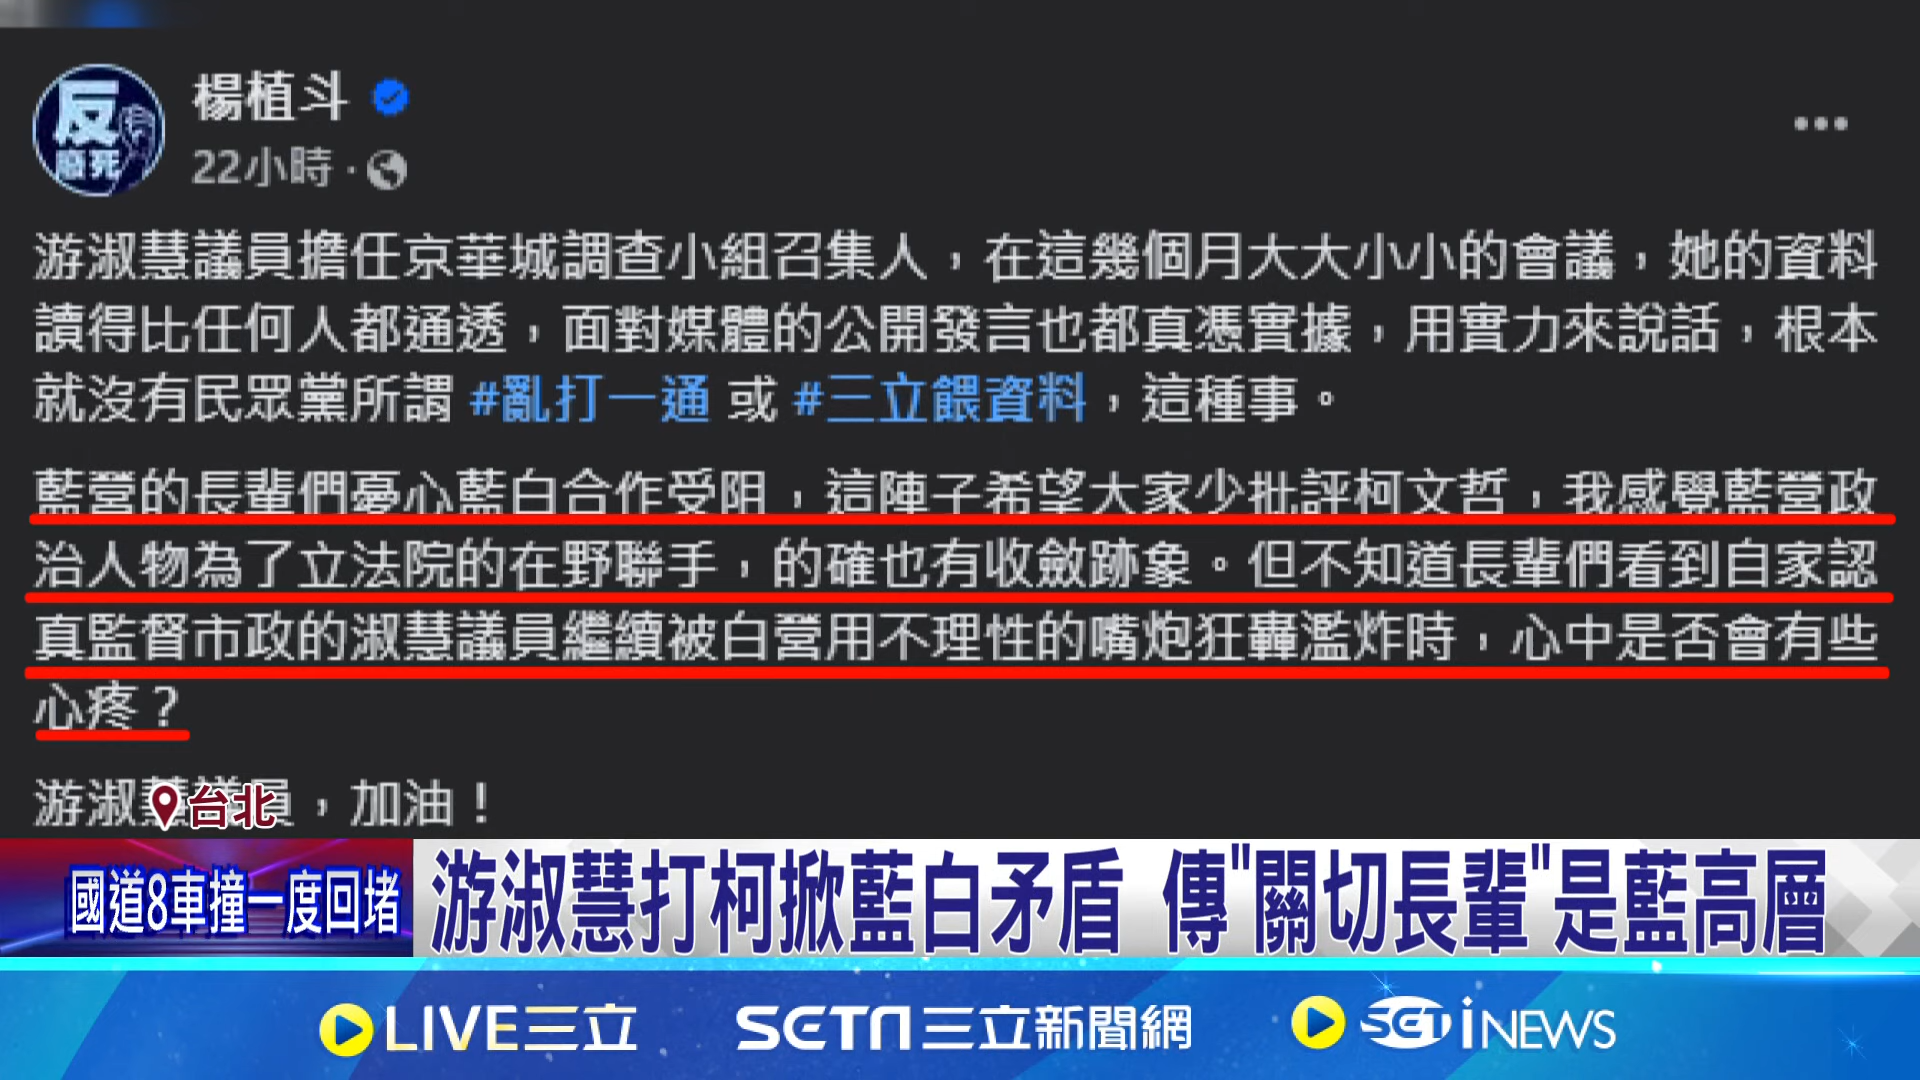 反
廢死
楊植斗
22小時 ·
游淑慧議員擔任京華城調查小組召集人，在這幾個月大大小小的會議，她的資料
讀得比任何人都通透，面對媒體的公開發言也都真憑實據，用實力來說話，根本
就沒有民眾黨所謂 #亂打一通 或 #三立餵資料，這種事。
藍營的長輩們憂心藍白合作受阻，這陣子希望大家少批評柯文哲，我感覺藍營政
治人物為了立法院的在野聯手，的確也有收斂跡象。但不知道長輩們看到自家認
真監督市政的淑慧議員繼續被白營用不理性的嘴炮狂轟濫炸時，心中是否會有些
心疼？
游淑慧議員，加油！
台北
國道8車撞一度回堵
游淑慧打柯掀藍白矛盾 傳"關切長輩"是藍高層
LIVE三立
SETN三立新聞網
SET iNEWS